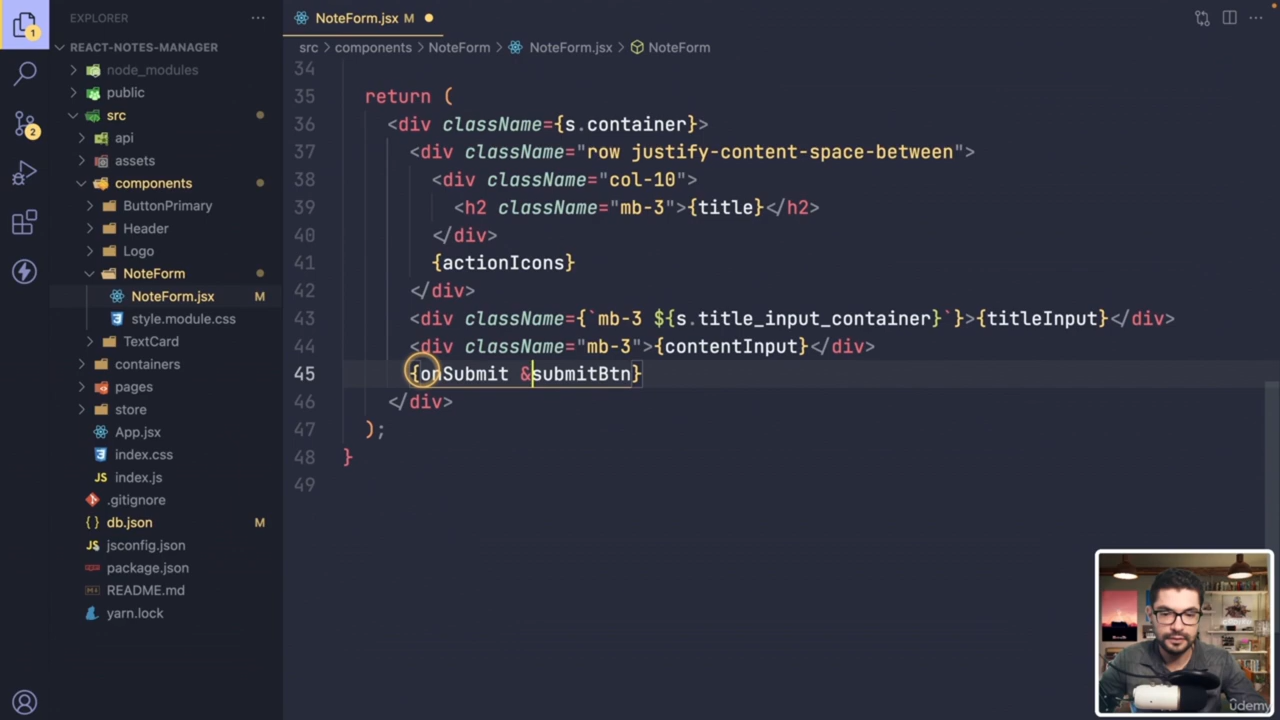 EXPLORER
REACT-NOTES-MANAGER
node_modules
public
src
api
assets
components
ButtonPrimary
Header
Logo
NoteForm
NoteForm.jsx M
style.module.css
TextCard
containers
pages
store
App.jsx
index.css
JS index.js
.gitignore
{ } db.json M
JS jsconfig.json
package.json
README.md
yarn.lock
1
2
NoteForm.jsx M
src > components > NoteForm > NoteForm.jsx > NoteForm
34
35 return (
36 <div className={s.container}>
37 <div className="row justify-content-space-between">
38 <div className="col-10">
39 <h2 className="mb-3">{title}</h2>
40 </div>
41 {actionIcons}
42 </div>
43 <div className={`mb-3 ${s.title_input_container}`}>{titleInput}</div>
44 <div className="mb-3">{contentInput}</div>
45 {onSubmit &submitBtn}
46 </div>
47 );
48 }
49
udemy